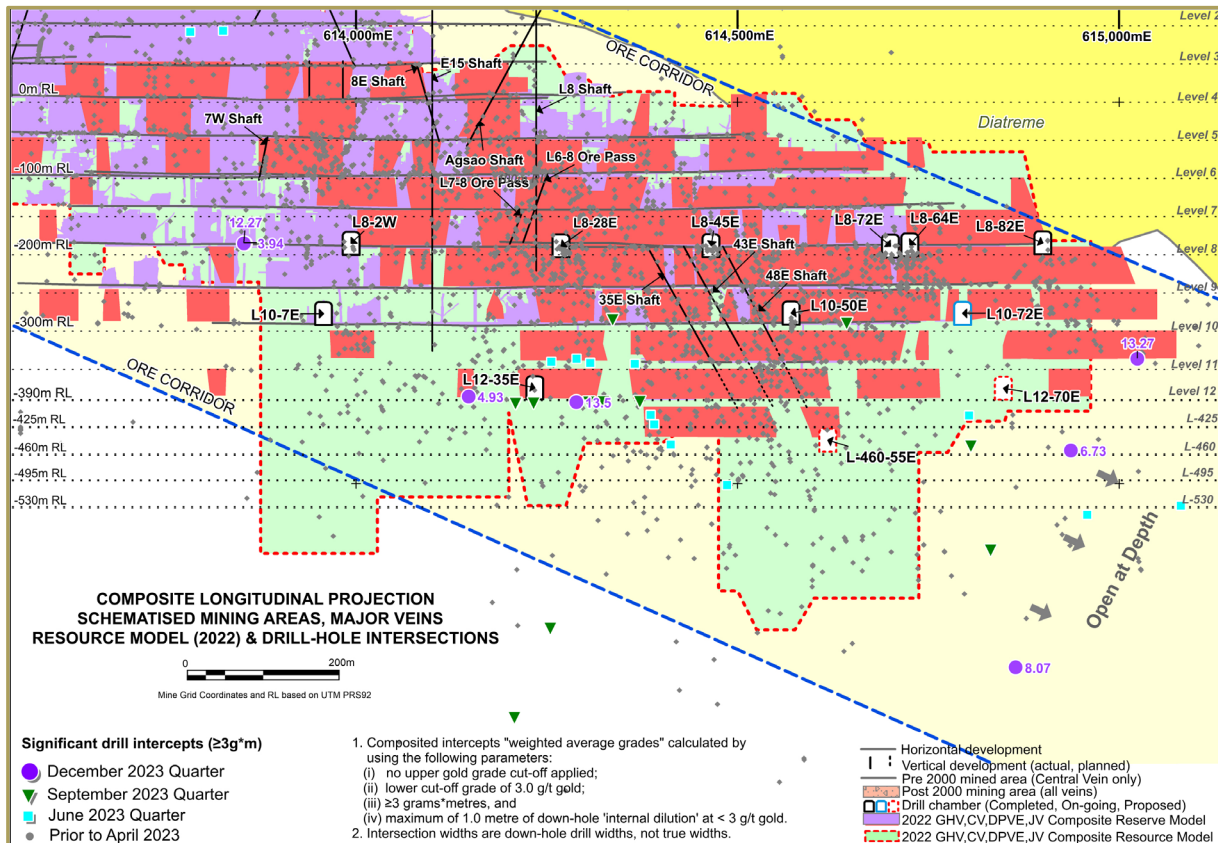 614,000mE
614,500mE
615,000mE
Level 2
ORE CORRIDOR
Level 3
E15 Shaft
8E Shaft
0m RL
L8 Shaft
Level 4
7W Shaft
Diatreme
Level 5
Agsao Shaft
L6-8 Ore Pass
-100m RL
Level 6
L7-8 Ore Pass
Level 7
12.27
3.94
L8-2W
L8-28E
L8-45E
L8-72E
L8-64E
L8-82E
-200m RL
43E Shaft
Level 8
48E Shaft
35E Shaft
Level 9
L10-7E
L10-50E
L10-72E
-300m RL
Level 10
13.27
ORE CORRIDOR
Level 11
L12-35E
-390m RL
4.93
13.5
L12-70E
Level 12
-425m RL
L-425
-460m RL
L-460-55E
6.73
L-460
-495m RL
L-495
-530m RL
L-530
Open at Depth
8.07
COMPOSITE LONGITUDINAL PROJECTION
SCHEMATISED MINING AREAS, MAJOR VEINS
RESOURCE MODEL (2022) & DRILL-HOLE INTERSECTIONS
0 200m
Mine Grid Coordinates and RL based on UTM PRS92
Significant drill intercepts (≥3g*m)
December 2023 Quarter
September 2023 Quarter
June 2023 Quarter
Prior to April 2023
1. Composited intercepts "weighted average grades" calculated by
using the following parameters:
(i) no upper gold grade cut-off applied;
(ii) lower cut-off grade of 3.0 g/t gold;
(iii) ≥3 grams*metres, and
(iv) maximum of 1.0 metre of down-hole 'internal dilution' at < 3 g/t gold.
2. Intersection widths are down-hole drill widths, not true widths.
Horizontal development
Vertical development (actual, planned)
Pre 2000 mined area (Central Vein only)
Post 2000 mining area (all veins)
Drill chamber (Completed, On-going, Proposed)
2022 GHV,CV,DPVE,JV Composite Reserve Model
2022 GHV,CV,DPVE,JV Composite Resource Model